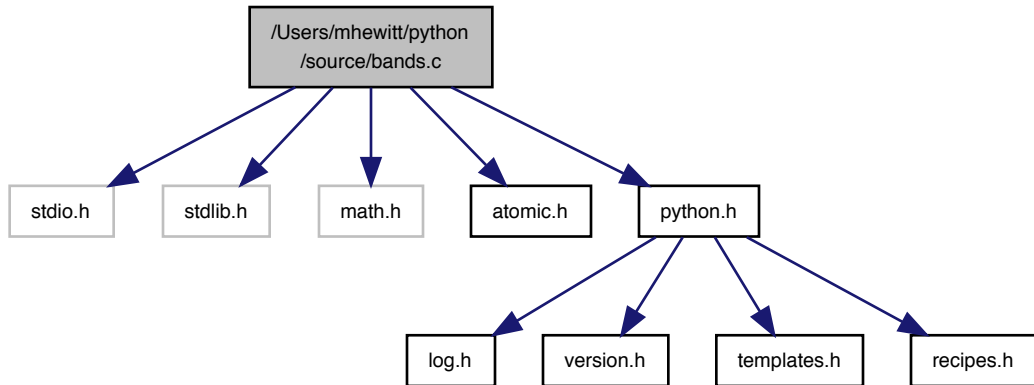 /Users/mhewitt/python
/source/bands.c
stdio.h
stdlib.h
math.h
atomic.h
python.h
log.h
version.h
templates.h
recipes.h